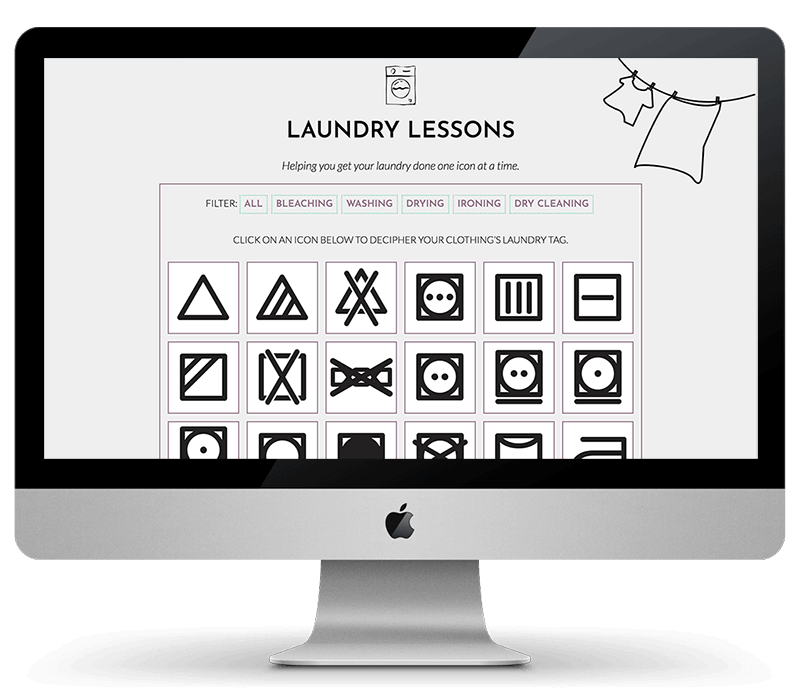 LAUNDRY LESSONS
Helping you get your laundry done one icon at a time.
FILTER: ALL BLEACHING WASHING DRYING IRONING DRY CLEANING
CLICK ON AN ICON BELOW TO DECIPHER YOUR CLOTHING'S LAUNDRY TAG.